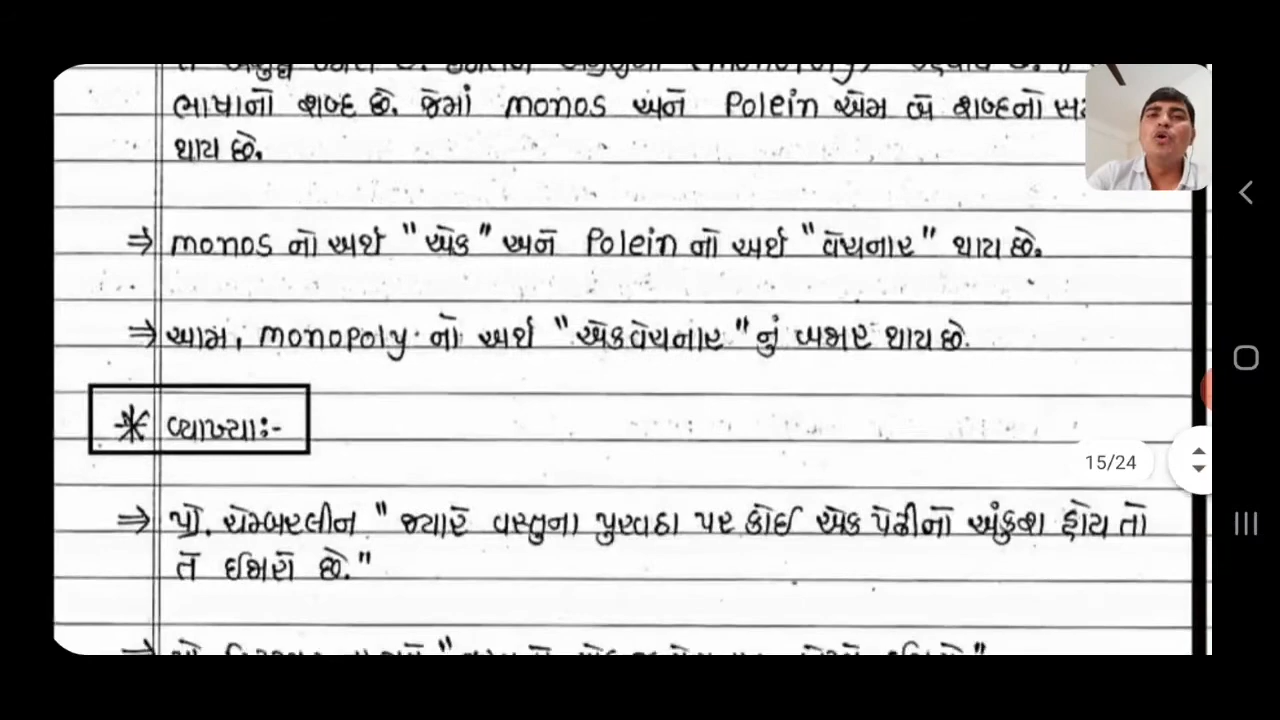 ભાષાનો શબ્દ છે. જેમાં monos અને Polein એમ બે શબ્દનો
થાય છે.
⇒ monos નો અર્થ "એક" અને Polein નો અર્થ "વેચનાર" થાય છે.
⇒ આમ, monopoly નો અર્થ "એકવેચનાર" નું બજાર થાય છે.
* વ્યાખ્યા:-
15/24
⇒ પ્રો. ચેમ્બરલીન "જ્યારે વસ્તુના પુરવઠા પર કોઈ એક પેઢીનો અંકુશ હોય તો
તે ઈજારો છે."